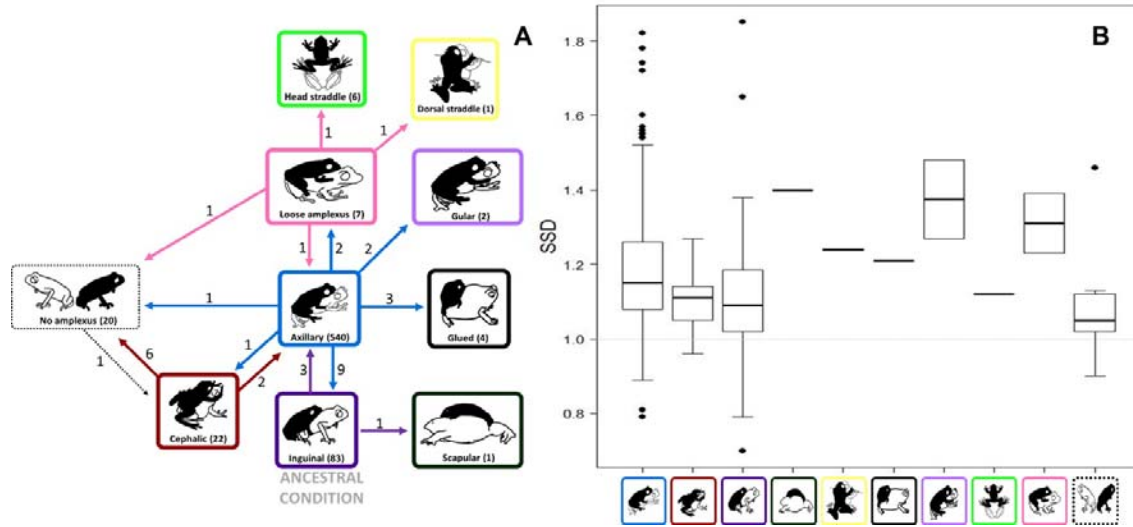 A
B
Head straddle (6)
Dorsal straddle (1)
1
1
Loose amplexus (7)
Gular (2)
1
1
2
2
No amplexus (20)
1
Axillary (540)
3
Glued (4)
1
6
1
2
3
9
Cephalic (22)
Inguinal (83)
1
Scapular (1)
ANCESTRAL
CONDITION
SSD
1.8
1.6
1.4
1.2
1.0
0.8